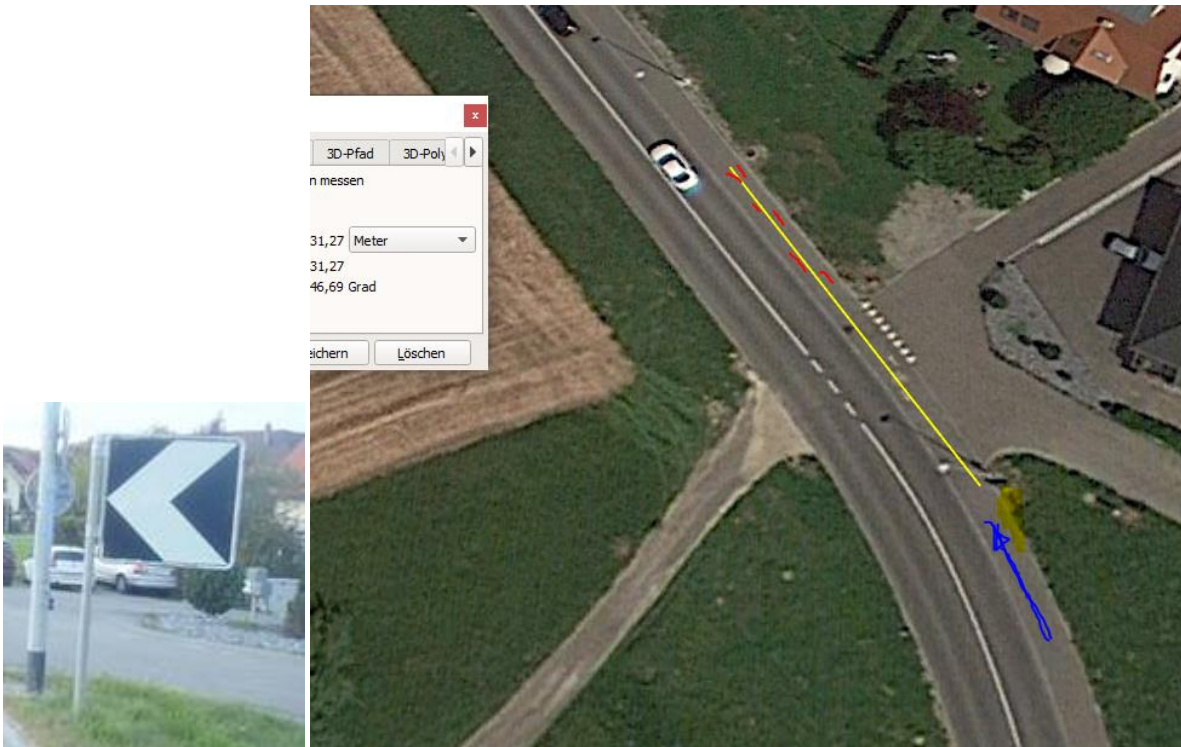 x
3D-Pfad 3D-Poly
n messen
31,27 Meter
31,27
46,69 Grad
eichern Löschen